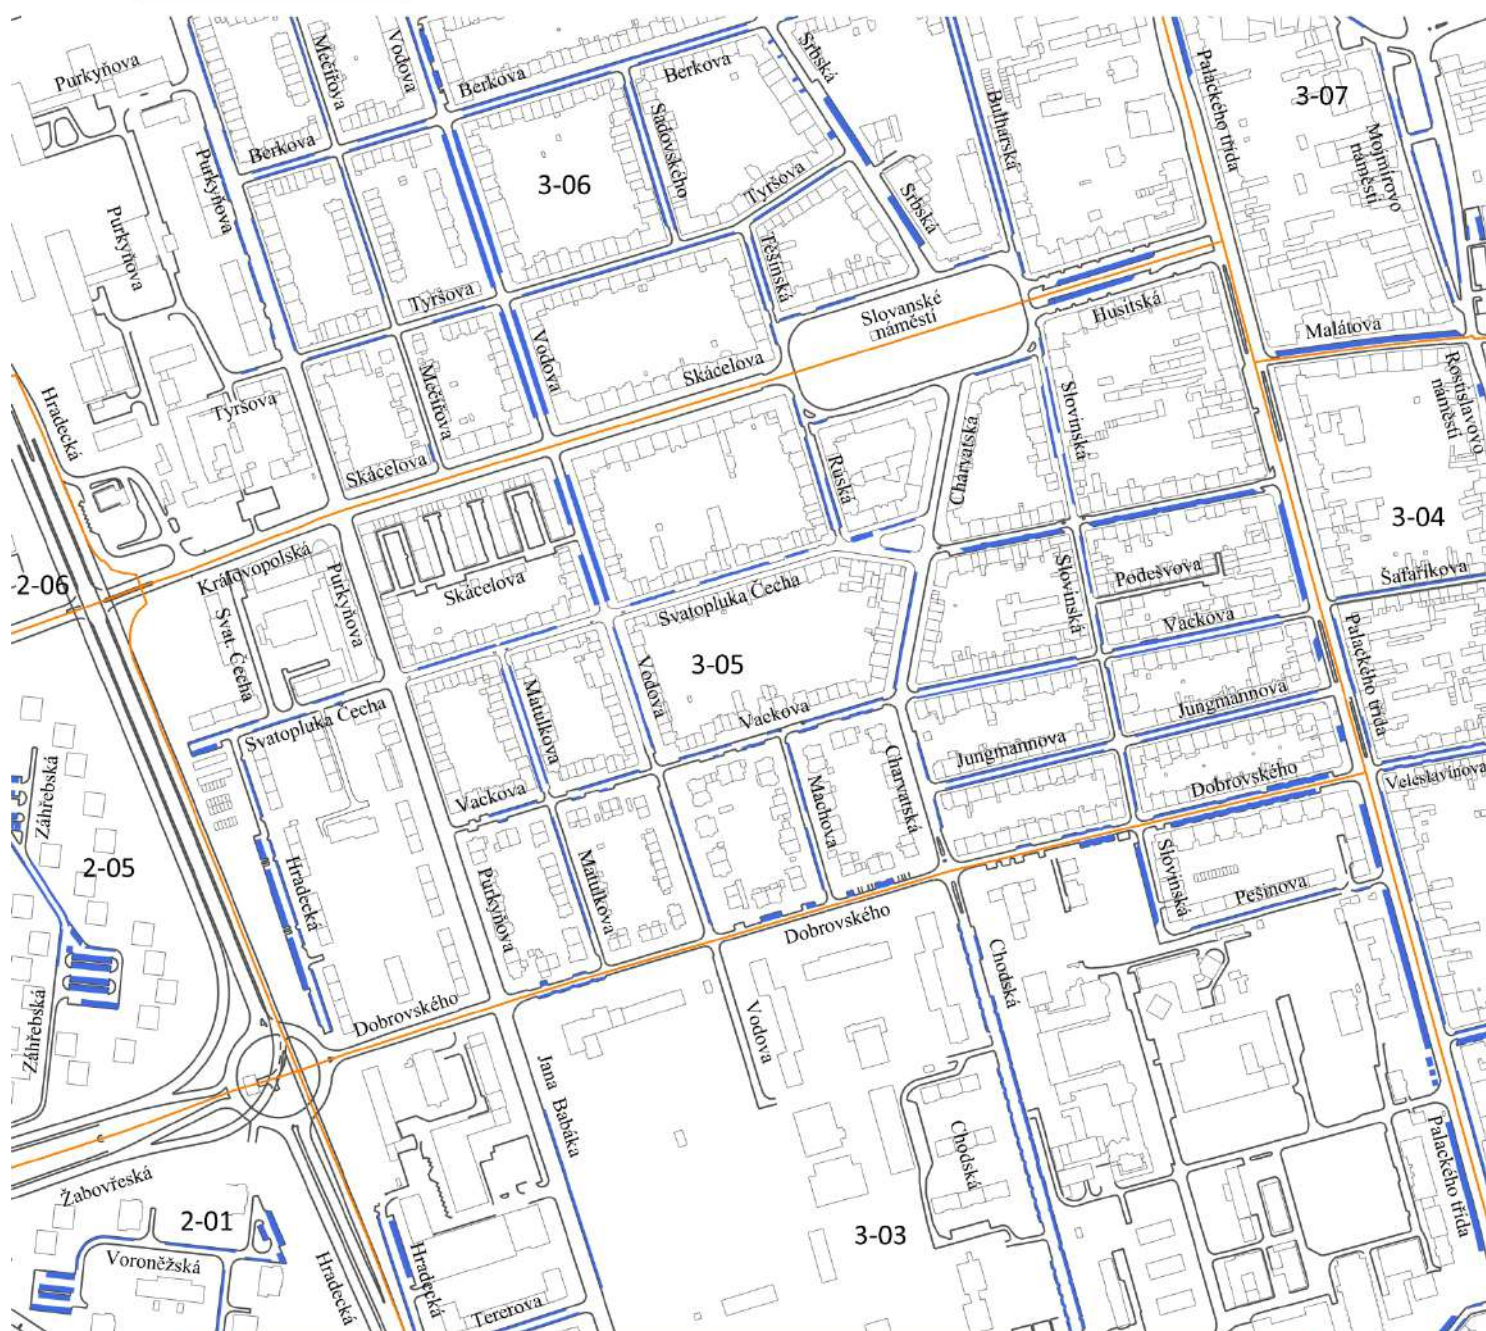 Purkyňova
Mečířova
Vodova
Berkova
Berkova
Srbská
Bulharská
Palackého třída
3-07
Mojmírovo
náměstí
Berkova
Purkyňova
Sadovského
3-06
Tyršova
Srbská
Purkyňova
Těšínská
Tyršova
Slovanské
náměstí
Husitská
Malátova
Vodova
Skácelova
Rostislavovo
náměstí
Hradecká
Mečířova
Slovinská
Tyršova
Charvatská
Skácelova
Ruská
3-04
Královopolská
Purkyňova
Skácelova
Podešvova
Šafaříkova
2-06
Svatopluka Čecha
Slovinská
Vackova
Svat. Čecha
3-05
Vodova
Palackého třída
Matulkova
Jungmannova
Svatopluka Čecha
Vackova
Jungmannova
Charvatská
Dobrovského
Veleslavínova
Záhřebská
Vackova
Machova
2-05
Hradecká
Purkyňova
Matulkova
Slovinská
Pešinova
Dobrovského
Chodská
Záhřebská
Dobrovského
Vodova
Jana Babáka
Chodská
Palackého třída
Žabovřeská
2-01
3-03
Voroněžská
Hradecká
Hradecká
Tererova